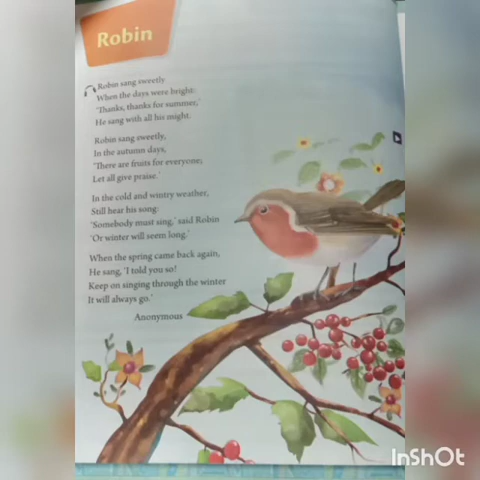 Robin
Robin sang sweetly
When the days were bright:
'Thanks, thanks for summer,'
He sang with all his might.
Robin sang sweetly,
In the autumn days,
'There are fruits for everyone;
Let all give praise.'
In the cold and wintry weather,
Still hear his song:
'Somebody must sing,' said Robin
'Or winter will seem long.'
When the spring came back again,
He sang, 'I told you so!
Keep on singing through the winter
It will always go.'
Anonymous
InShOt